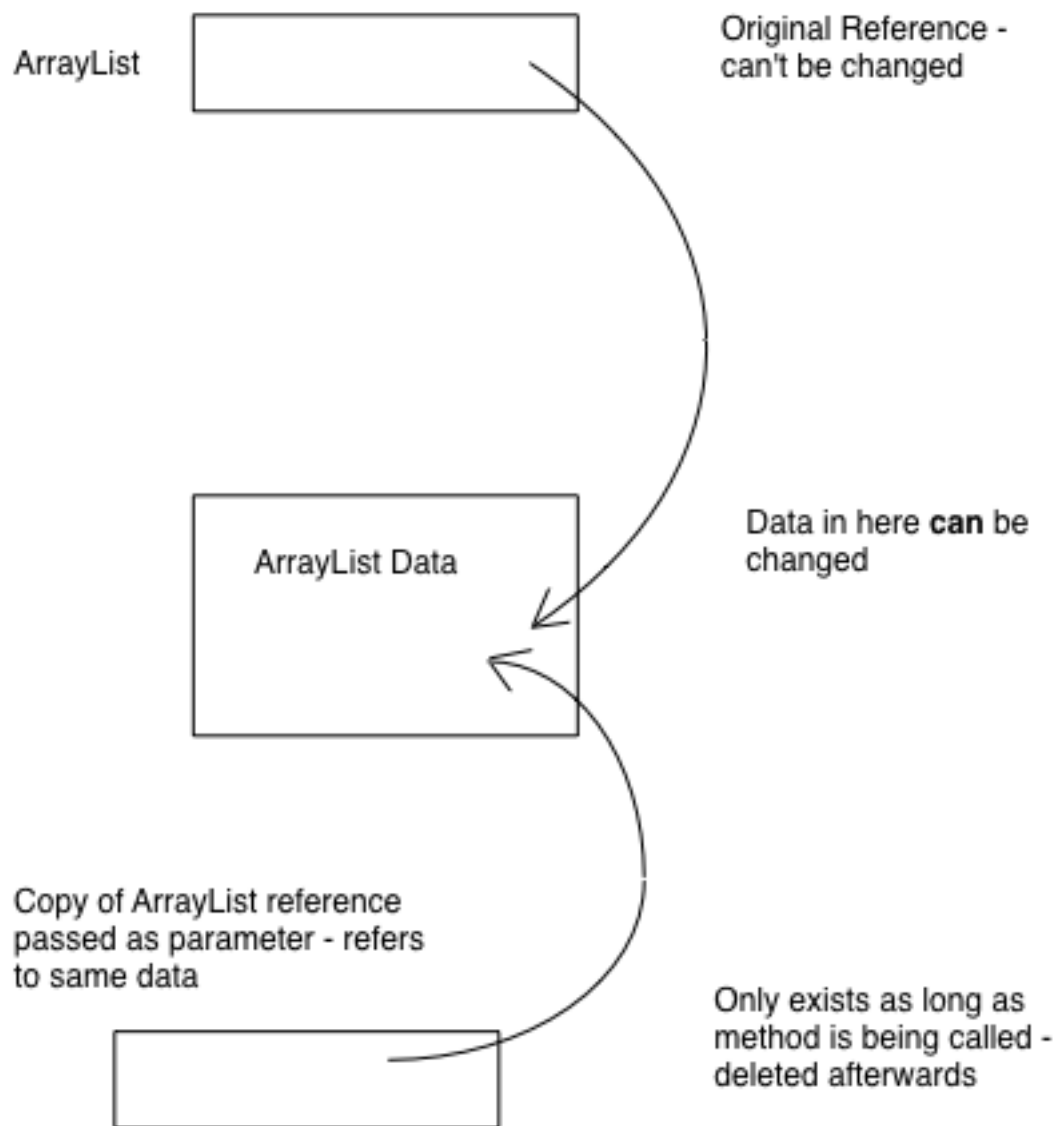 ArrayList
Original Reference -
can't be changed
ArrayList Data
Data in here can be
changed
Copy of ArrayList reference
passed as parameter - refers
to same data
Only exists as long as
method is being called -
deleted afterwards